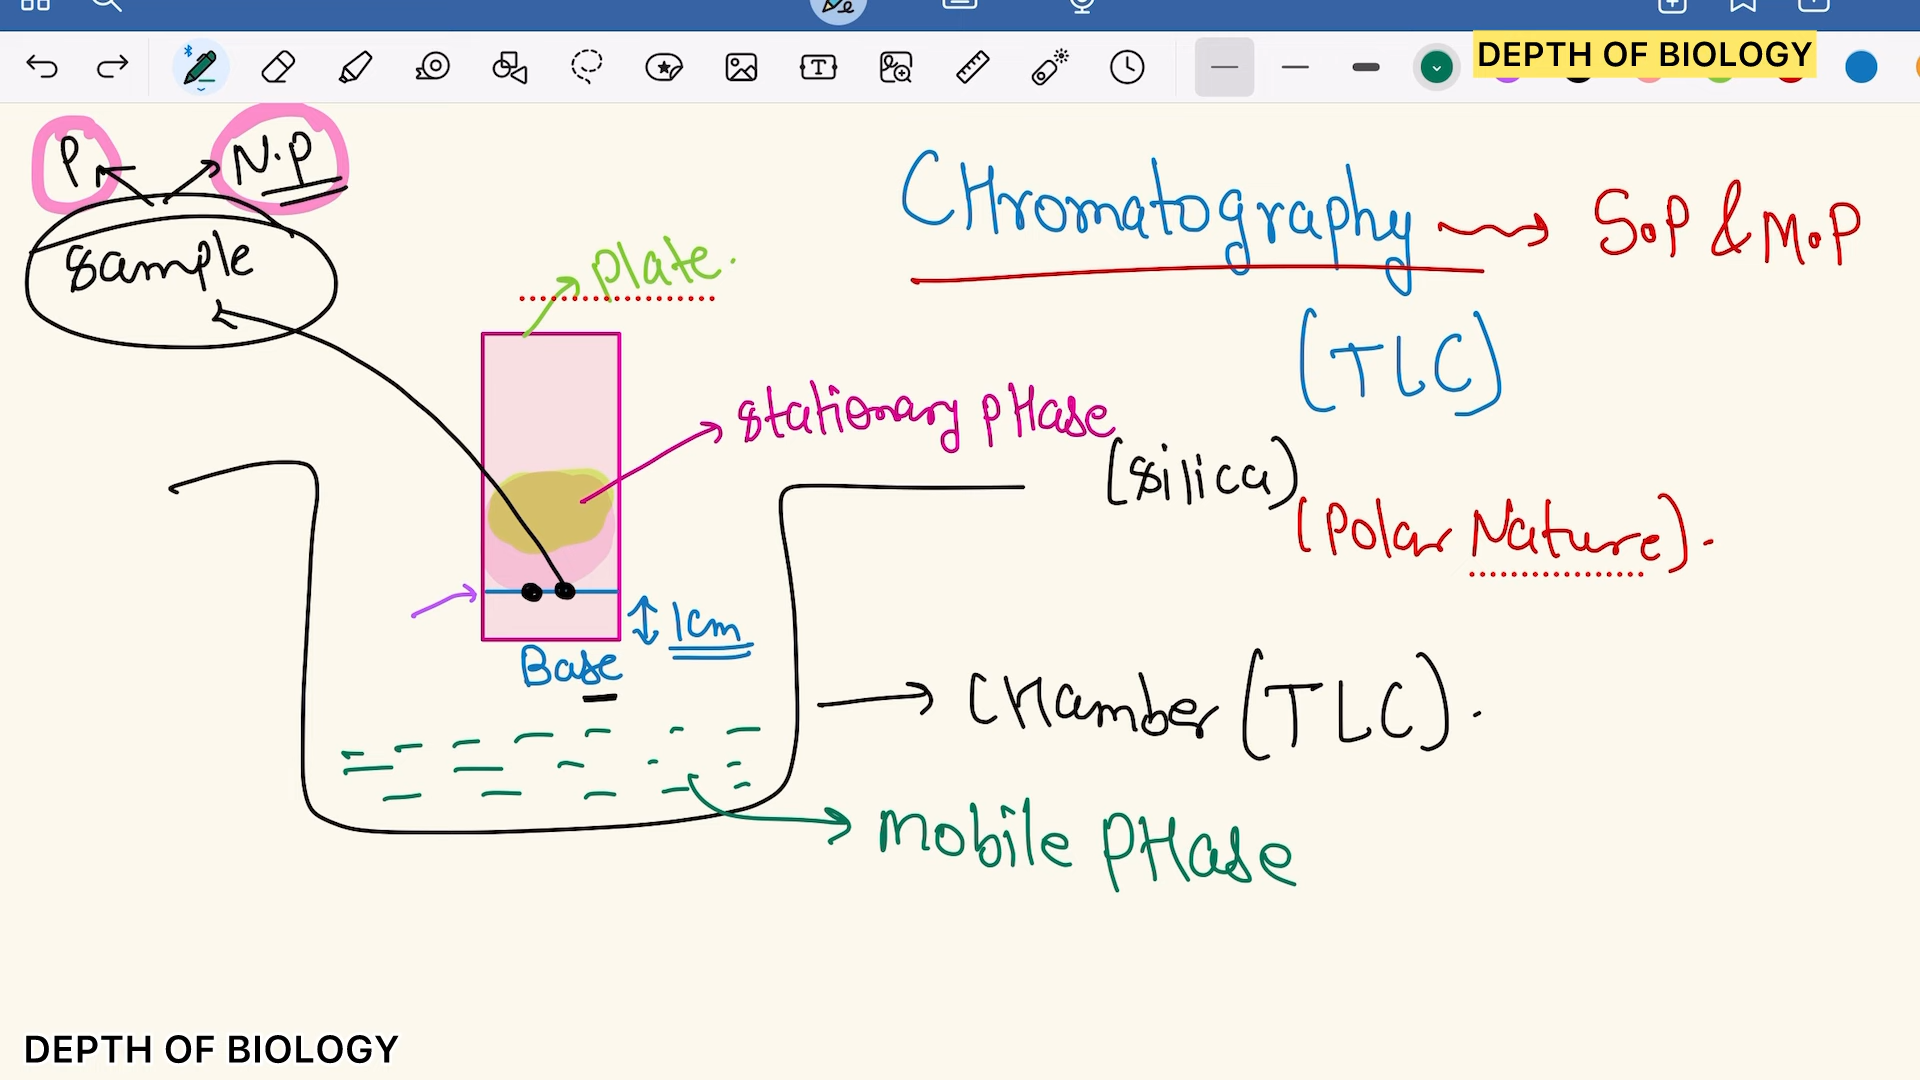 DEPTH OF BIOLOGY
P N.P
sample
Plate.
CHromatography S.P & M.P
(TLC)
stationary pHase
(silica)
(Polar Nature).
1cm
Base
CHamber (TLC).
Mobile PHase
DEPTH OF BIOLOGY